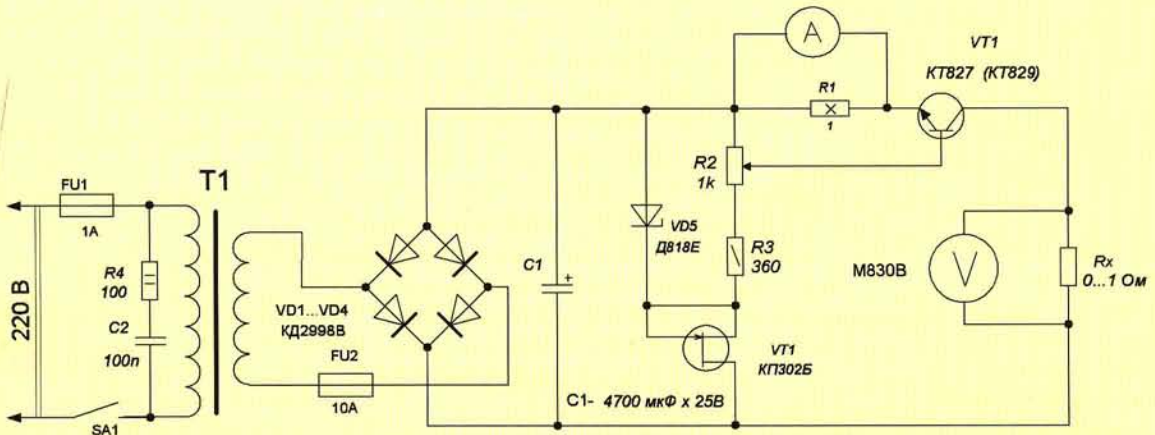 A
VT1
КТ827 (КТ829)
R1
1
FU1
1A
T1
R2
1k
VD5
Д818Е
R3
360
C1
+
М830В
V
Rx
0...1 Ом
220 В
R4
100
C2
100n
VD1...VD4
КД2998В
FU2
10A
VT1
КП302Б
C1- 4700 мкФ х 25В
SA1